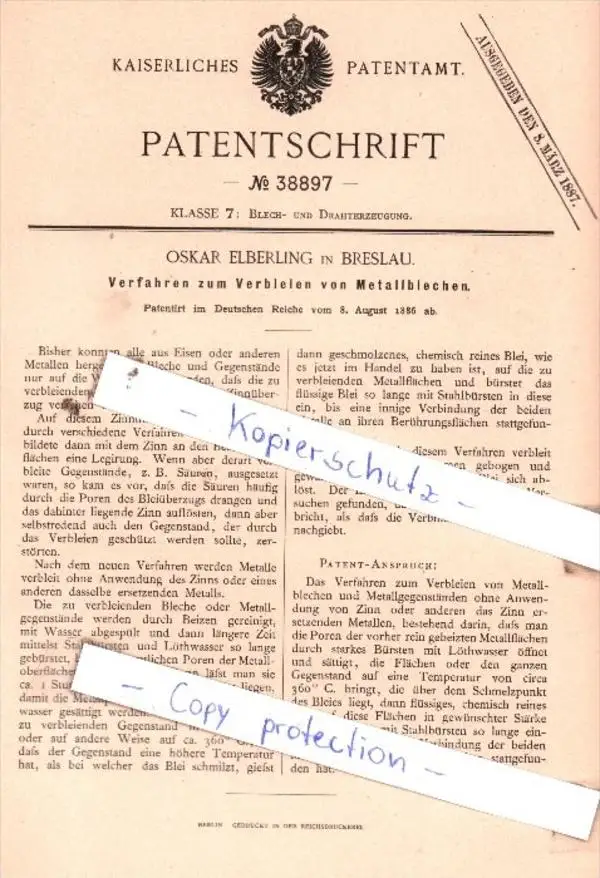 KAISERLICHES PATENTAMT.
AUSGEGEBEN DEN 8. MÄRZ 1887.
PATENTSCHRIFT
— № 38897 —
KLASSE 7: BLECH- UND DRAHTERZEUGUNG.
OSKAR ELBERLING IN BRESLAU.
Verfahren zum Verbleien von Metallblechen.
Patentirt im Deutschen Reiche vom 8. August 1886 ab.
Bisher konnten alle aus Eisen oder anderen
Metallen Bleche und Gegenstände
nur auf die daſs die zu
verbleienden
zug
Auf diesem
durch verschiedene
bildete dann mit dem Zinn an den
flächen eine Legirung. Wenn aber derart
bleite Gegenstände, z. B. Säuren, ausgesetzt
waren, so kam es vor, daſs die Säuren häufig
durch die Poren des Bleiüberzugs drangen und
das dahinter liegende Zinn auflösten, dann aber
selbstredend auch den Gegenstand, der durch
das Verbleien geschützt werden sollte, zer-
störten.
Nach dem neuen Verfahren werden Metalle
verbleit ohne Anwendung des Zinns oder eines
anderen dasselbe ersetzenden Metalls.
Die zu verbleienden Bleche oder Metall-
gegenstände werden durch Beizen gereinigt,
mit Wasser abgespült und dann längere Zeit
mittelst Stahlbürsten und Löthwasser so lange
gebürstet, Poren der Metall-
oberfläche läſst man sie
ca. 1 liegen,
damit die
wasser gesättigt
zu verbleienden Gegenstand
oder auf andere Weise auf ca. 360°
daſs der Gegenstand eine höhere Temperatur
hat, als bei welcher das Blei schmilzt, gieſst
dann geschmolzenes, chemisch reines Blei, wie
es jetzt im Handel zu haben ist, auf die zu
verbleienden Metallflächen und bürstet das
flüssige Blei so lange mit Stahlbürsten in diese
ein, bis eine innige Verbindung der beiden
an ihren Berührungsflächen stattgefun-
diesem Verfahren verbleit
gebogen und
Blei sich ab-
löst. Der
suchen gefunden,
bricht, als daſs die
nachgiebt.
PATENT-ANSPRUCH:
Das Verfahren zum Verbleien von Metall-
blechen und Metallgegenständen ohne Anwen-
dung von Zinn oder anderen das Zinn er-
setzenden Metallen, bestehend darin, daſs man
die Poren der vorher rein gebeizten Metallflächen
durch starkes Bürsten mit Löthwasser öffnet
und sättigt, die Flächen oder den ganzen
Gegenstand auf eine Temperatur von circa
360° C. bringt, die über dem Schmelzpunkt
des Bleies liegt, dann flüssiges, chemisch reines
diese Flächen in gewünschter Stärke
mit Stahlbürsten so lange ein-
Verbindung der beiden
stattgefun-
den hat.
- Kopierschutz -
- Copy protection -
BERLIN. GEDRUCKT IN DER REICHSDRUCKEREI.